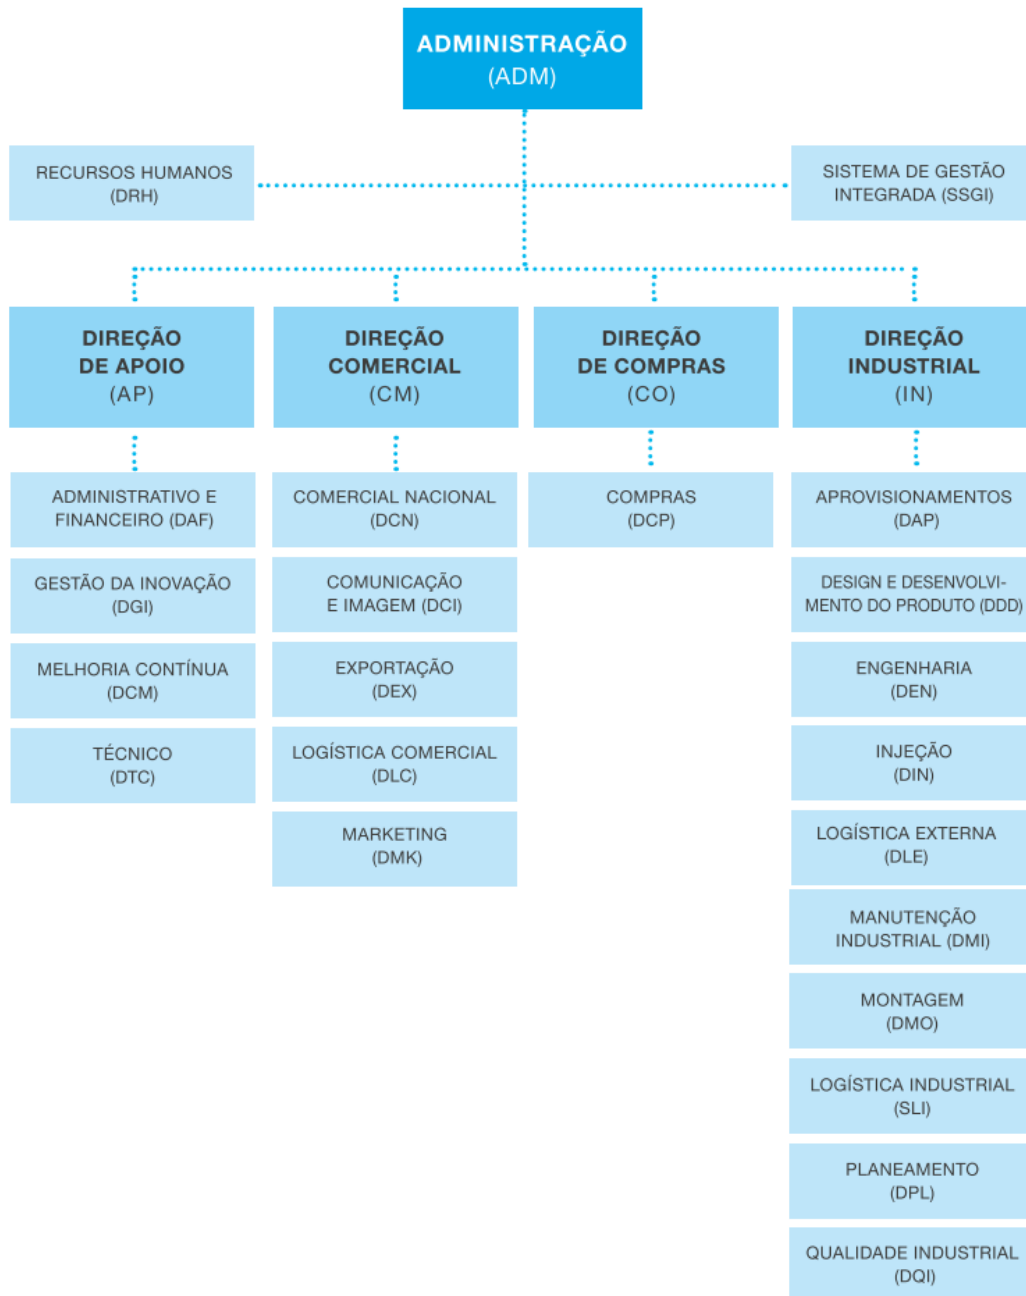 ADMINISTRAÇÃO
(ADM)
RECURSOS HUMANOS
(DRH)
SISTEMA DE GESTÃO
INTEGRADA (SSGI)
DIREÇÃO
DE APOIO
(AP)
ADMINISTRATIVO E
FINANCEIRO (DAF)
GESTÃO DA INOVAÇÃO
(DGI)
MELHORIA CONTÍNUA
(DCM)
TÉCNICO
(DTC)
DIREÇÃO
COMERCIAL
(CM)
COMERCIAL NACIONAL
(DCN)
COMUNICAÇÃO
E IMAGEM (DCI)
EXPORTAÇÃO
(DEX)
LOGÍSTICA COMERCIAL
(DLC)
MARKETING
(DMK)
DIREÇÃO
DE COMPRAS
(CO)
COMPRAS
(DCP)
DIREÇÃO
INDUSTRIAL
(IN)
APROVISIONAMENTOS
(DAP)
DESIGN E DESENVOLVI-
MENTO DO PRODUTO (DDD)
ENGENHARIA
(DEN)
INJEÇÃO
(DIN)
LOGÍSTICA EXTERNA
(DLE)
MANUTENÇÃO
INDUSTRIAL (DMI)
MONTAGEM
(DMO)
LOGÍSTICA INDUSTRIAL
(SLI)
PLANEAMENTO
(DPL)
QUALIDADE INDUSTRIAL
(DQI)